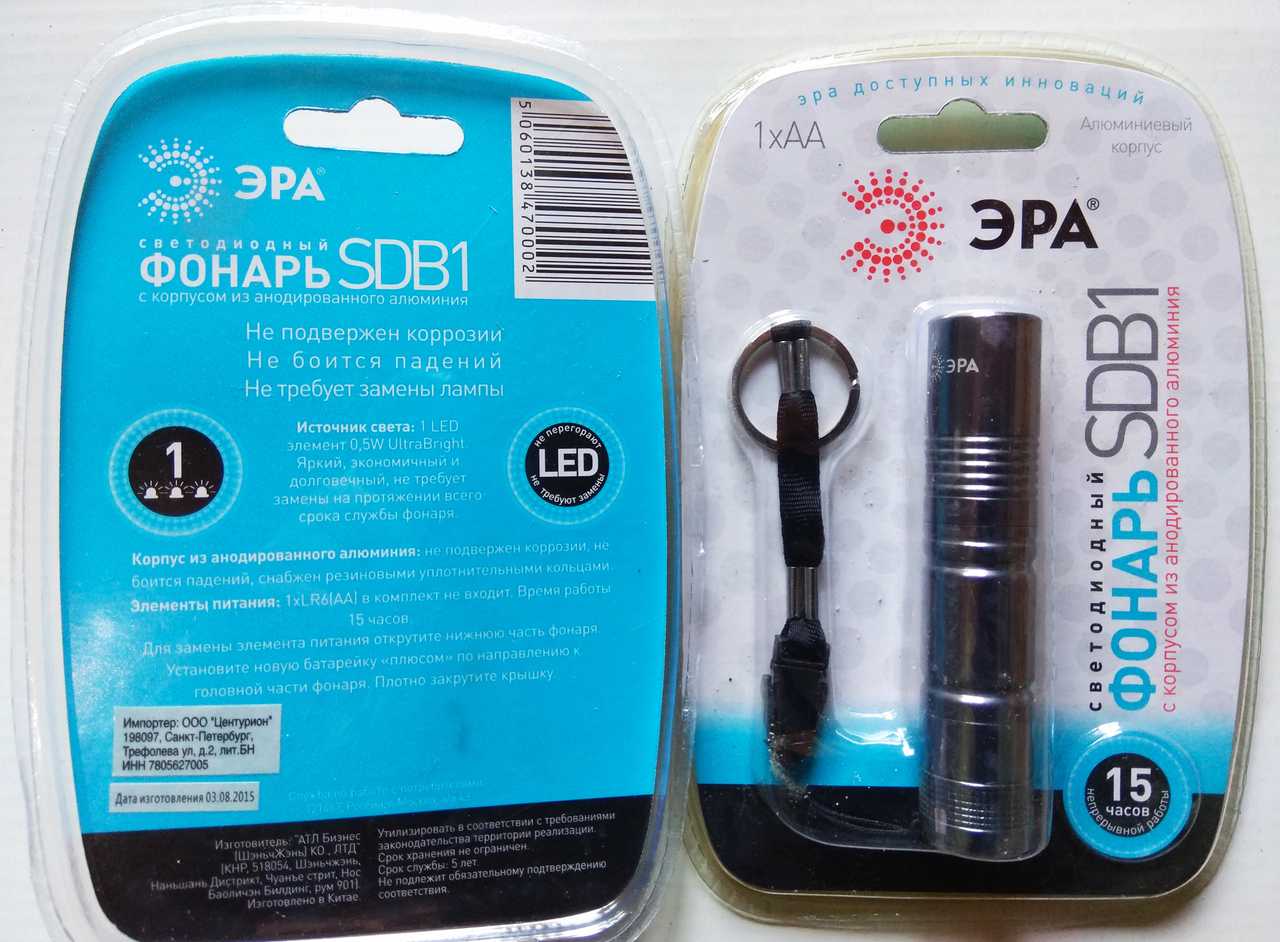 ЭРА®
светодиодный
ФОНАРЬ SDB1
с корпусом из анодированного алюминия
5060138470002
Не подвержен коррозии
Не боится падений
Не требует замены лампы
1
Источник света: 1 LED
элемент 0,5W UltraBright.
Яркий, экономичный и
долговечный, не требует
замены на протяжении всего
срока службы фонаря.
не перегорают
LED
не требуют замены
Корпус из анодированного алюминия: не подвержен коррозии, не
боится падений, снабжен резиновыми уплотнительными кольцами.
Элементы питания: 1xLR6(AA) в комплект не входит. Время работы
15 часов.
Для замены элемента питания открутите нижнюю часть фонаря.
Установите новую батарейку «плюсом» по направлению к
головной части фонаря. Плотно закрутите крышку.
Импортер: ООО "Центурион"
198097, Санкт-Петербург,
Трефолева ул, д.2, лит.БН
ИНН 7805627005
Дата изготовления 03.08.2015
Служба по работе с потребителями:
Изготовитель: "АТЛ Бизнес
(ШэньчЖэнь) КО., ЛТД"
(КНР, 518054, Шэньчжэнь,
Наньшань Дистрикт, Чуанье стрит, Нос
Баоличэн Билдинг, рум 901).
Изготовлено в Китае.
Утилизировать в соответствии с требованиями
законодательства территории реализации.
Срок хранения не ограничен.
Срок службы: 5 лет.
Не подлежит обязательному подтверждению
соответствия.
эра доступных инноваций
1xAA
Алюминиевый
корпус
ЭРА®
ЭРА
светодиодный
ФОНАРЬ SDB1
с корпусом из анодированного алюминия
15
часов
непрерывной работы